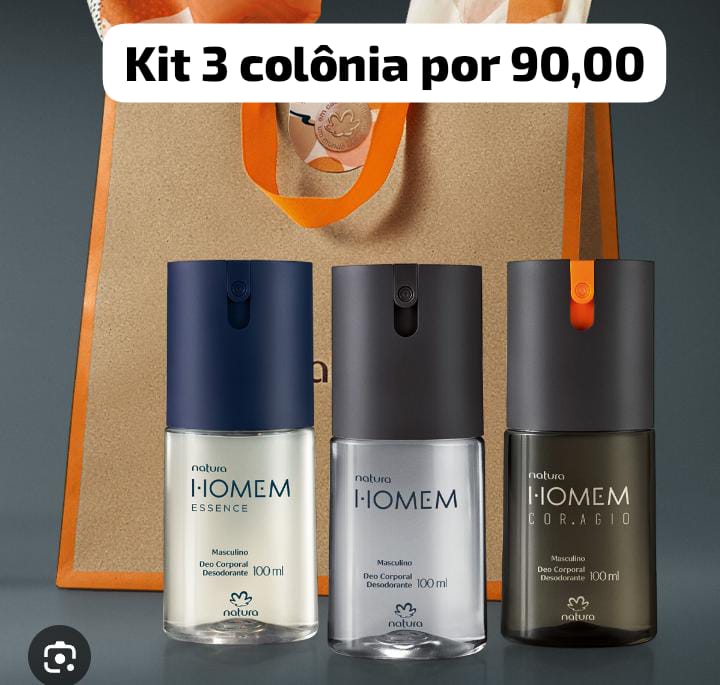 Kit 3 colônia por 90,00
natura
HOMEM
ESSENCE
Masculino
Deo Corporal
Desodorante 100 ml
natura
natura
HOMEM
Masculino
Deo Corporal
Desodorante 100 ml
natura
natura
HOMEM
COR.AGIO
Masculino
Deo Corporal
Desodorante 100 ml
natura